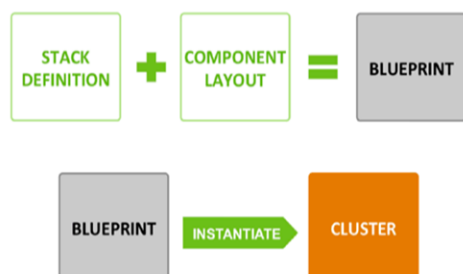 STACK
DEFINITION
+
COMPONENT
LAYOUT
=
BLUEPRINT
BLUEPRINT
INSTANTIATE
CLUSTER